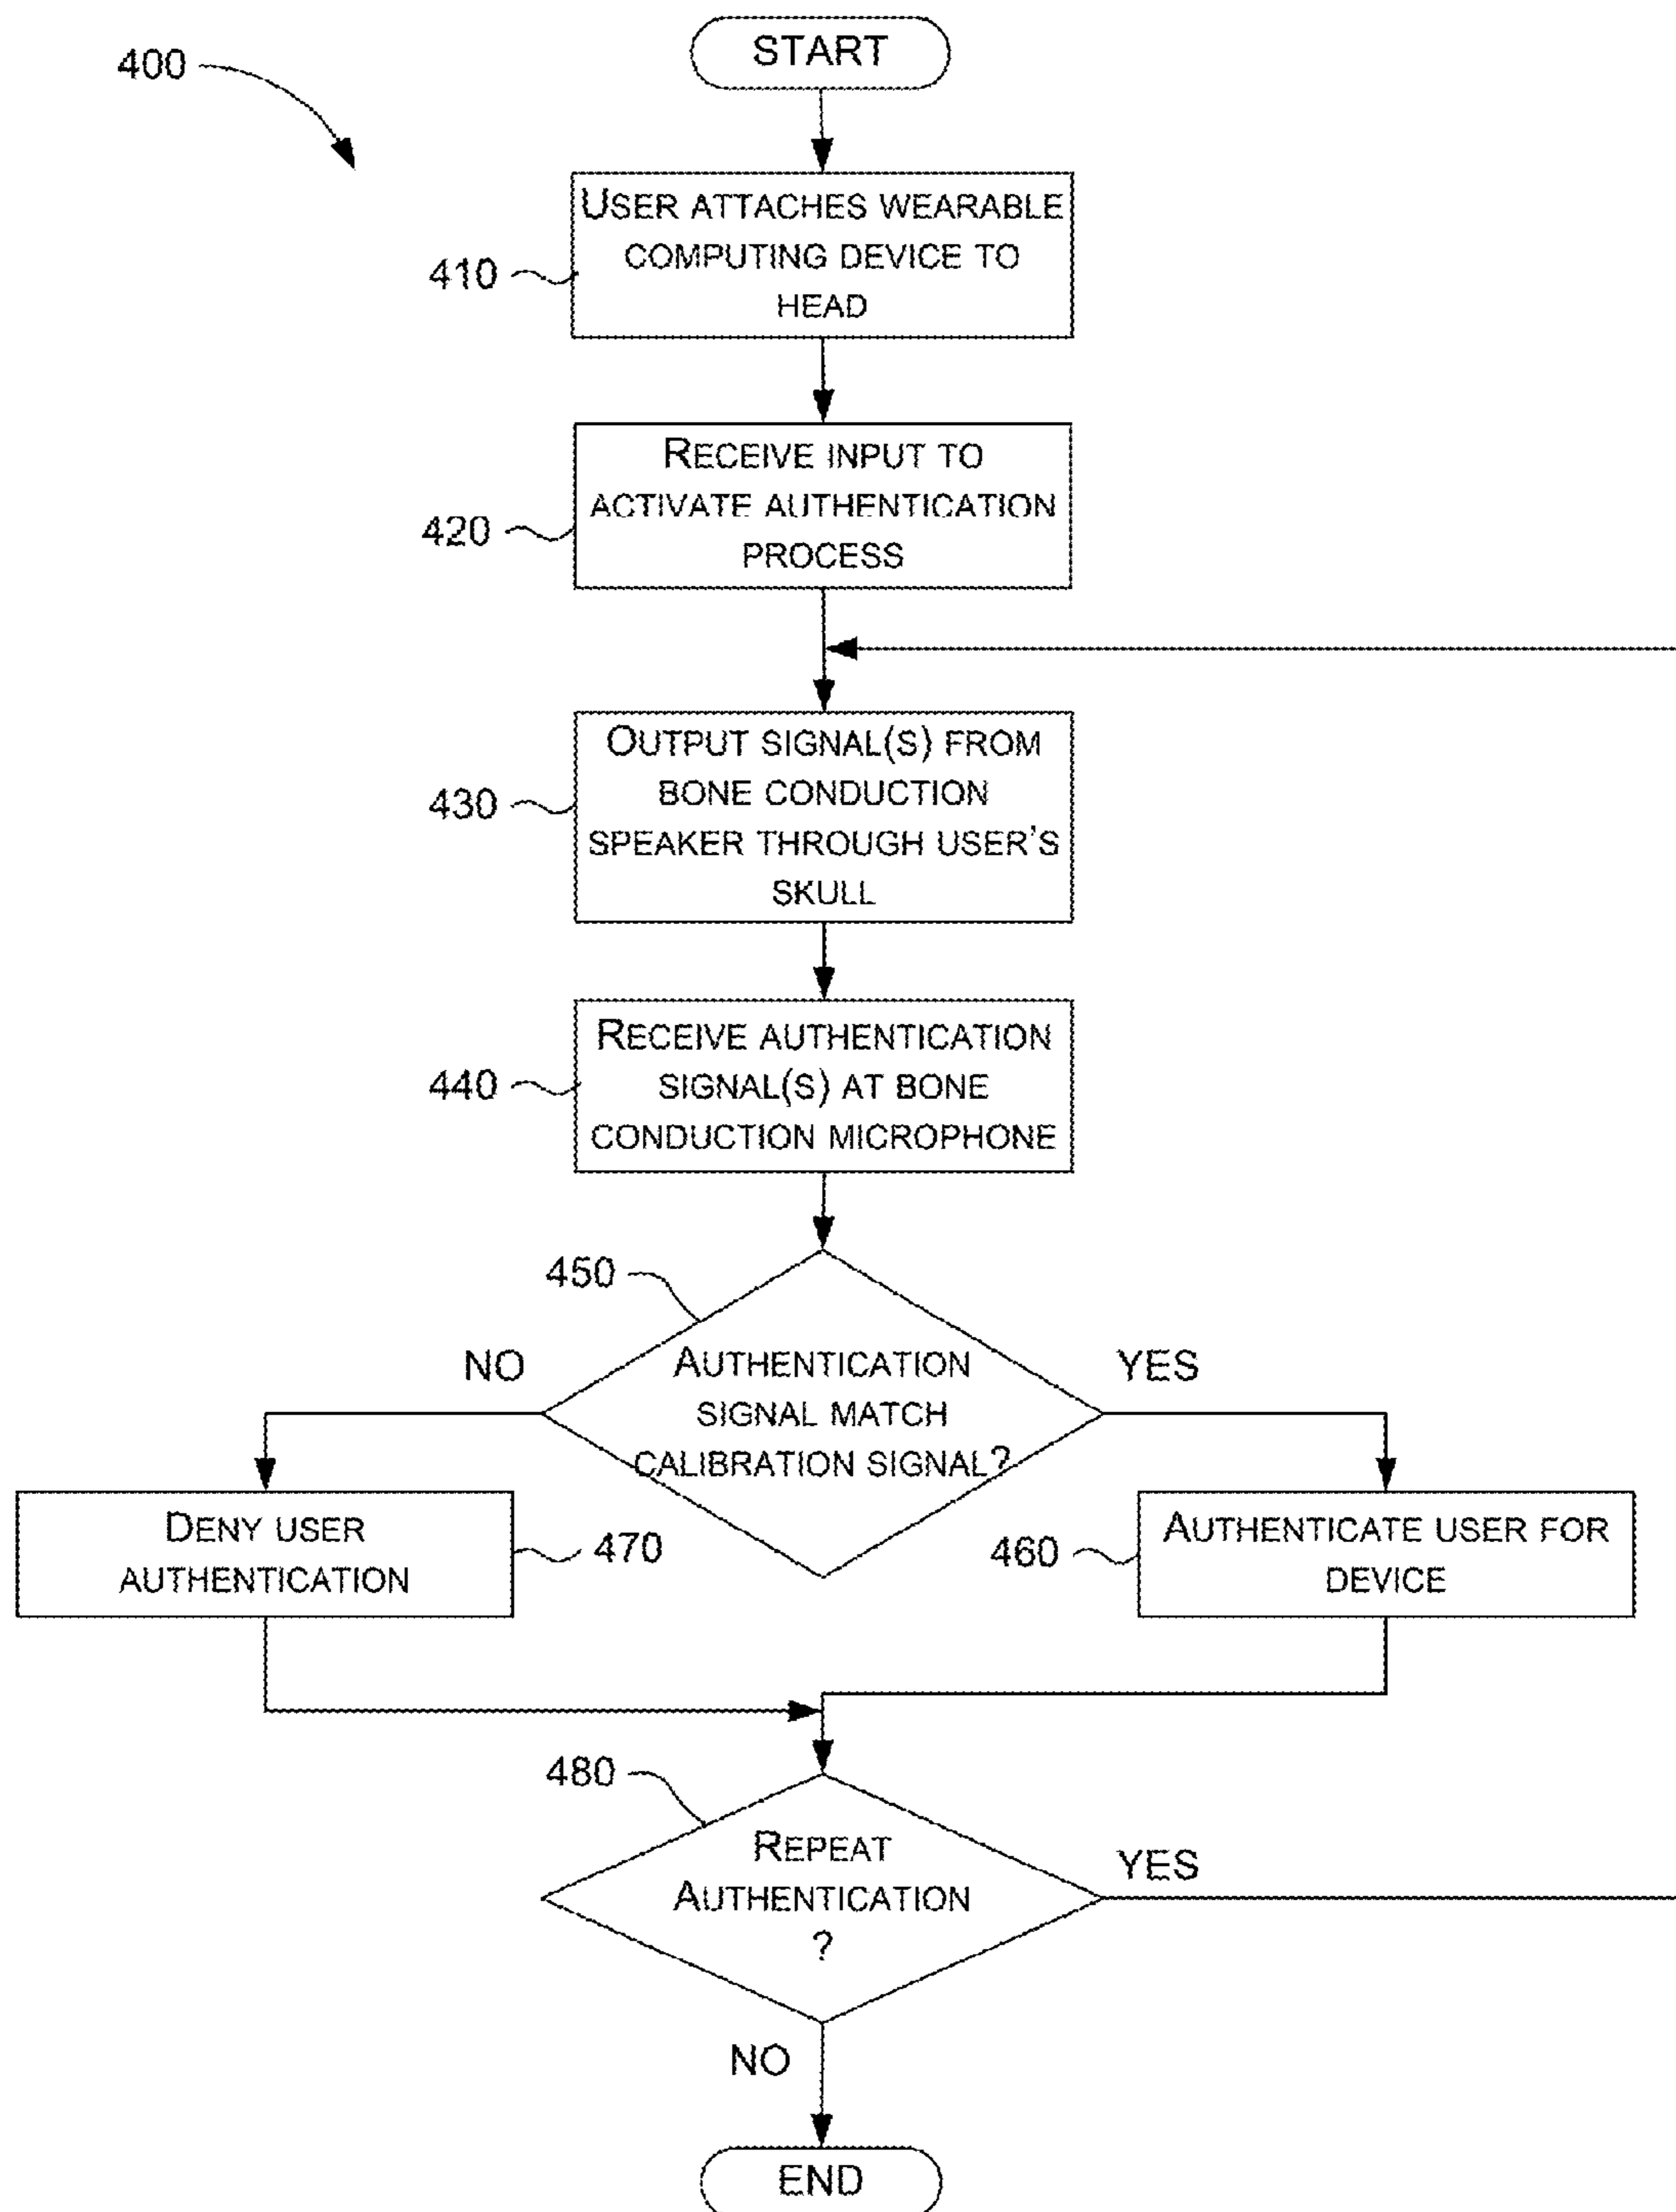 START
400
USER ATTACHES WEARABLE
COMPUTING DEVICE TO
HEAD
410
RECEIVE INPUT TO
ACTIVATE AUTHENTICATION
PROCESS
420
OUTPUT SIGNAL(S) FROM
BONE CONDUCTION
SPEAKER THROUGH USER'S
SKULL
430
RECEIVE AUTHENTICATION
SIGNAL(S) AT BONE
CONDUCTION MICROPHONE
440
450
NO
AUTHENTICATION
SIGNAL MATCH
CALIBRATION SIGNAL?
YES
DENY USER
AUTHENTICATION
470
460
AUTHENTICATE USER FOR
DEVICE
480
REPEAT
AUTHENTICATION
?
YES
NO
END